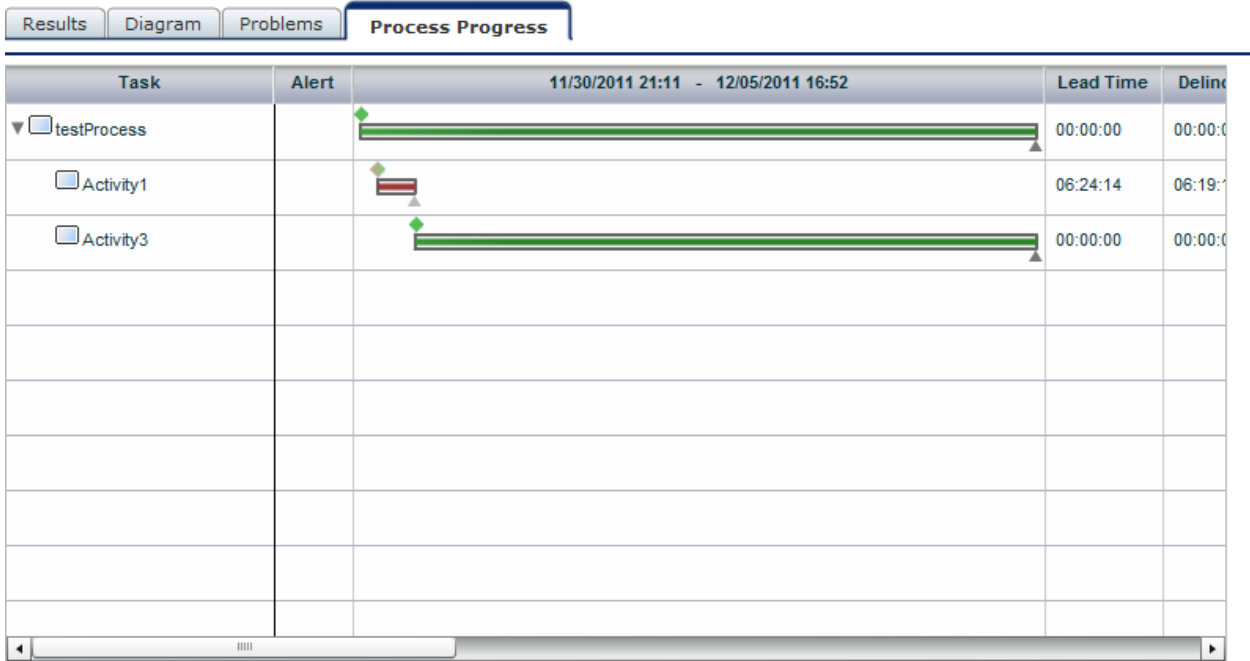 Results Diagram Problems Process Progress
Task Alert 11/30/2011 21:11 - 12/05/2011 16:52 Lead Time
testProcess 00:00:00
Activity1 06:24:14
Activity3 00:00:00